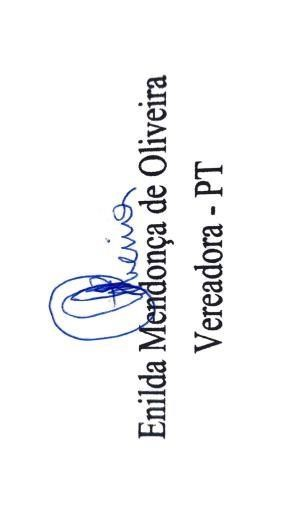 Enilda Mendonça de Oliveira
Vereadora - PT